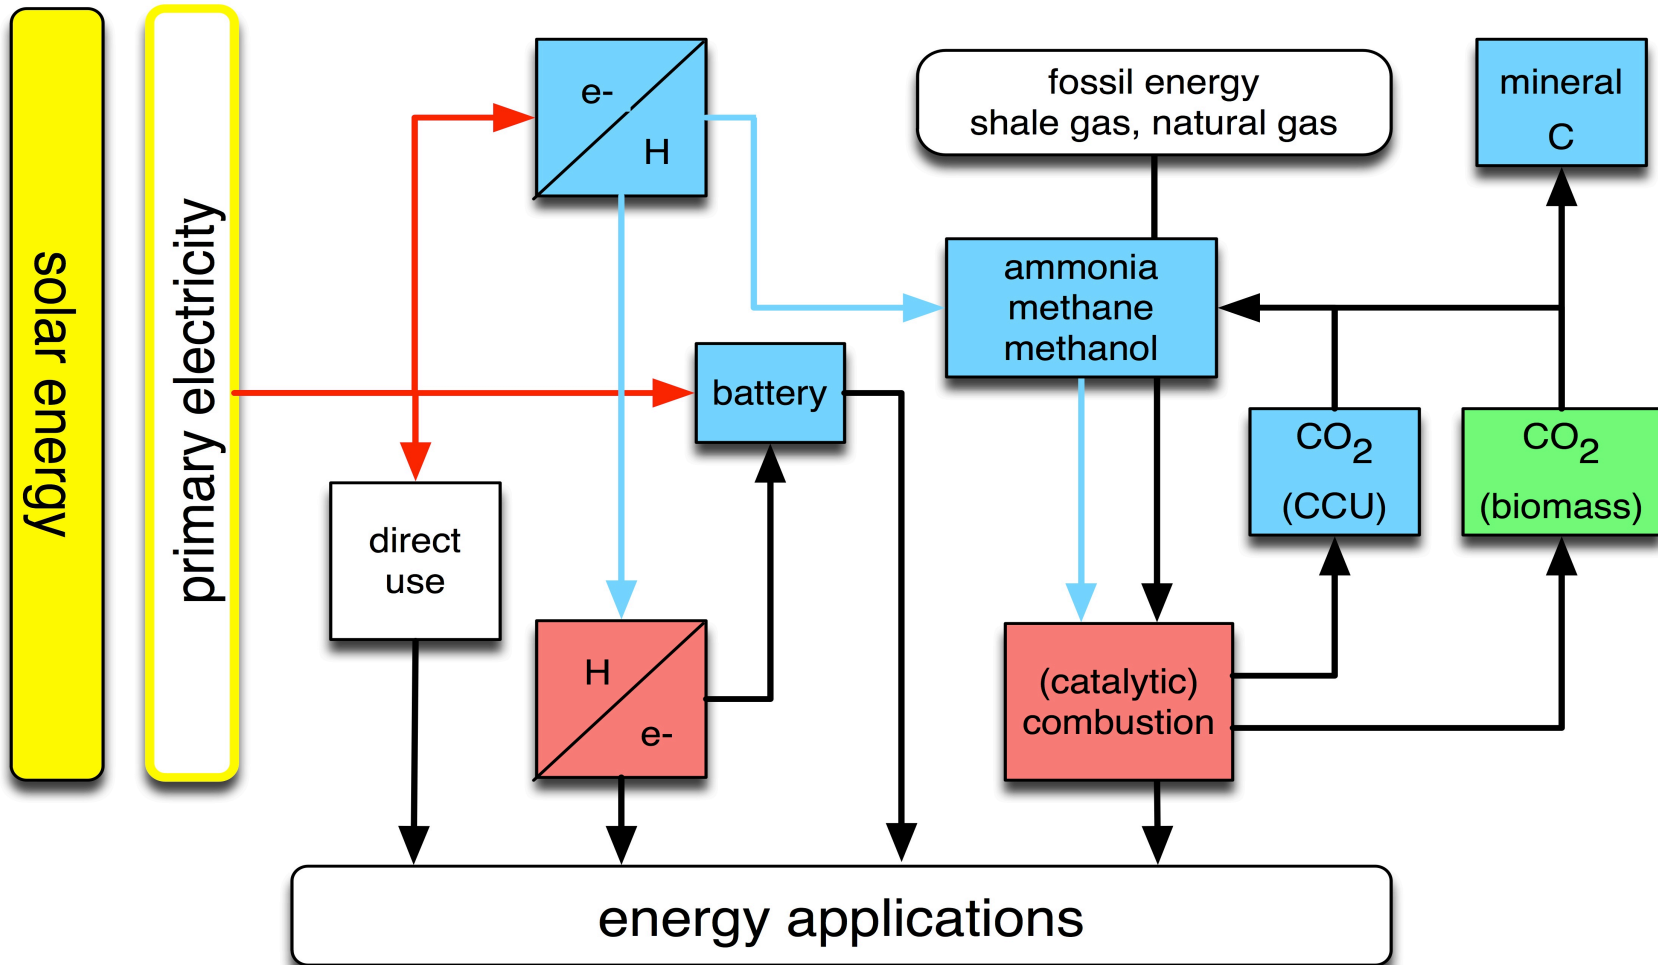 solar energy
primary electricity
e-
H
fossil energy
shale gas, natural gas
mineral
C
ammonia
methane
methanol
battery
CO2
(CCU)
CO2
(biomass)
direct
use
H
e-
(catalytic)
combustion
energy applications